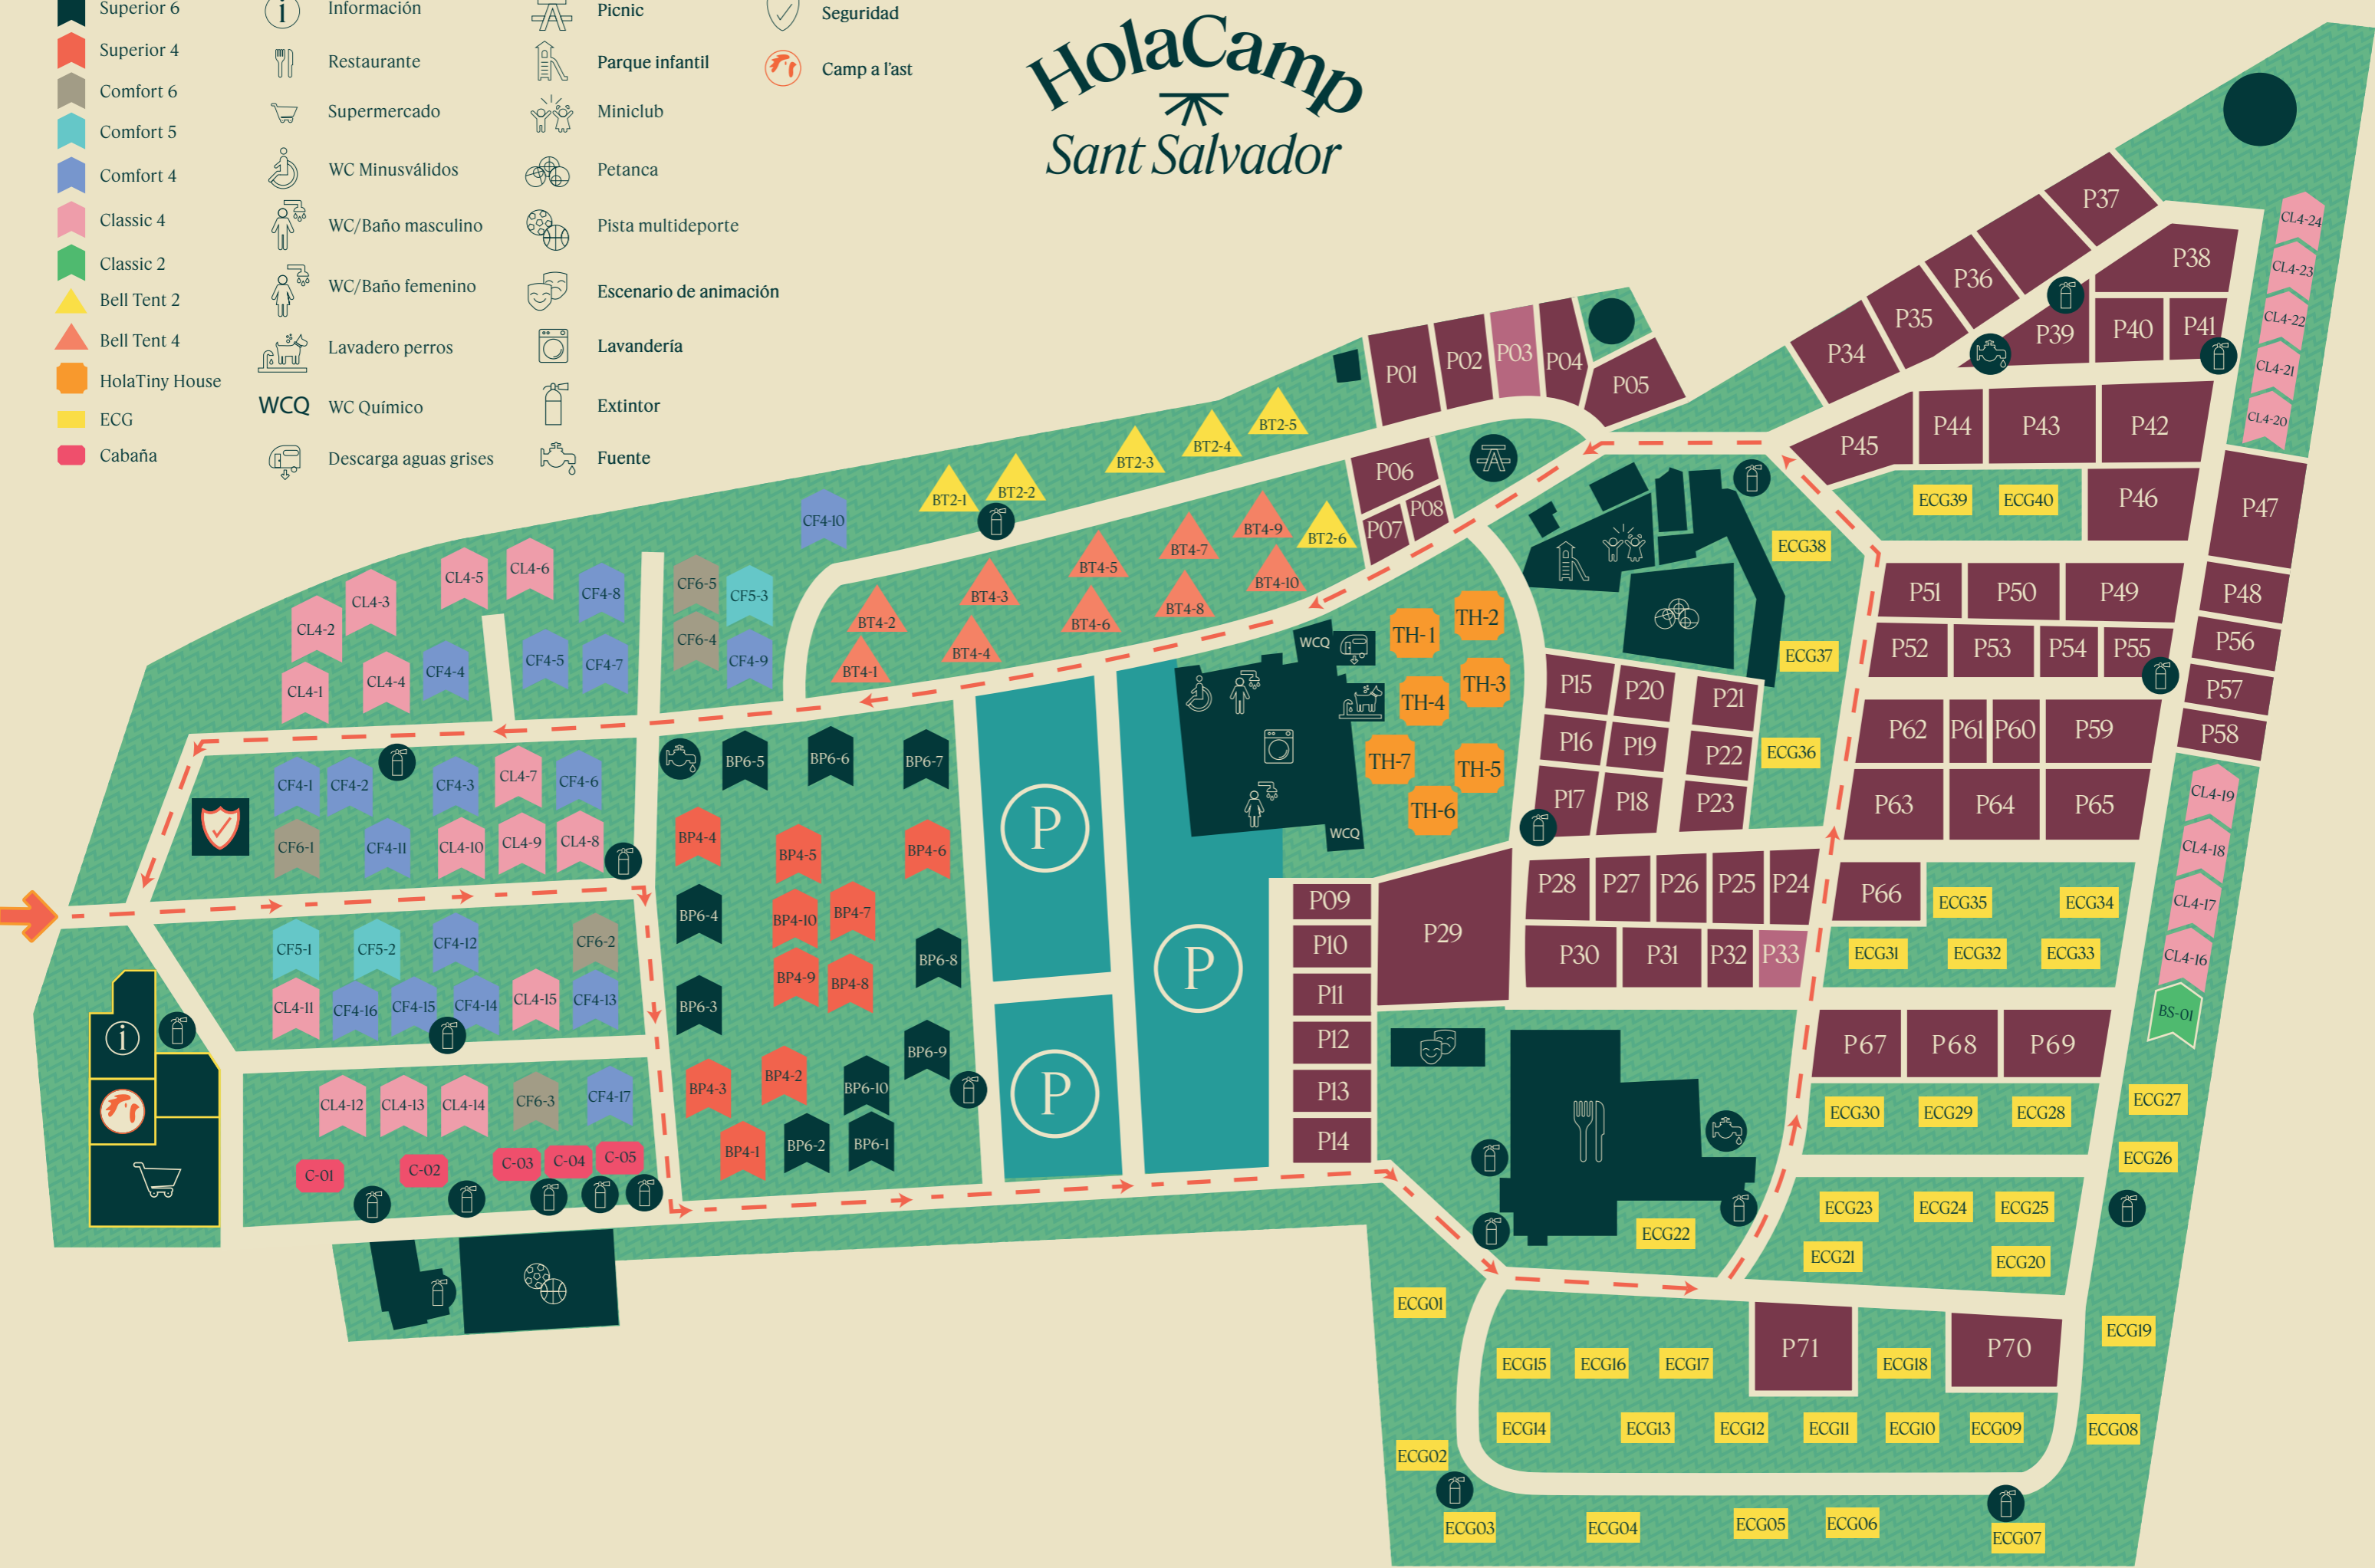 Superior 6
Superior 4
Comfort 6
Comfort 5
Comfort 4
Classic 4
Classic 2
Bell Tent 2
Bell Tent 4
HolaTiny House
ECG
Cabaña
Información
Restaurante
Supermercado
WC Minusválidos
WC/Baño masculino
WC/Baño femenino
Lavadero perros
WCQ WC Químico
Descarga aguas grises
Picnic
Parque infantil
Miniclub
Petanca
Pista multideporte
Escenario de animación
Lavandería
Extintor
Fuente
Seguridad
Camp a l'ast
HolaCamp
Sant Salvador
P37
CL4-24
P38
CL4-23
P36
CL4-22
P35
P39 P40 P41
P34
CL4-21
CL4-20
P01 P02 P03 P04
P05
P45 P44 P43 P42
BT2-5
BT2-4
BT2-3
BT2-2
BT2-1
P06
P08
P07
ECG39 ECG40 P46
P47
CF4-10
BT4-9
BT2-6
BT4-7
BT4-5
BT4-10
BT4-3
BT4-8
BT4-6
BT4-2
BT4-4
BT4-1
ECG38
CL4-6
CL4-5
CL4-3
CF4-8
CF6-5
CF5-3
CL4-2
CF6-4
CF4-5
CF4-7
CF4-9
CF4-4
CL4-4
CL4-1
P51 P50 P49 P48
TH-1 TH-2
TH-3
TH-4
TH-7 TH-5
TH-6
WCQ
WCQ
P52 P53 P54 P55 P56
ECG37
P15 P20 P21
P57
P16 P19 P22
ECG36
P62 P61 P60 P59 P58
P17 P18 P23
P63 P64 P65
CL4-19
CF4-1 CF4-2 CF4-3 CL4-7 CF4-6
BP6-5 BP6-6 BP6-7
CF6-1 CF4-11 CL4-10 CL4-9 CL4-8
BP4-4 BP4-5 BP4-6
P
CL4-18
P28 P27 P26 P25 P24
P66 ECG35 ECG34
CL4-17
P09
P29
P10
BP6-4 BP4-10 BP4-7
CF5-1 CF5-2 CF4-12 CF6-2
BP6-8
P
P30 P31 P32 P33
ECG31 ECG32 ECG33
CL4-16
BP4-9 BP4-8
BP6-3
CL4-11 CF4-16 CF4-15 CF4-14 CL4-15 CF4-13
P11
BS-01
P12
P67 P68 P69
BP6-9
BP4-3 BP4-2 BP6-10
P
P13
CL4-12 CL4-13 CL4-14 CF6-3 CF4-17
ECG30 ECG29 ECG28
ECG27
P14
BP4-1 BP6-2 BP6-1
C-01 C-02 C-03 C-04 C-05
ECG26
ECG23 ECG24 ECG25
ECG22
ECG21 ECG20
ECG01
ECG19
P71 P70
ECG15 ECG16 ECG17 ECG18
ECG14 ECG13 ECG12 ECG11 ECG10 ECG09 ECG08
ECG02
ECG03 ECG04 ECG05 ECG06 ECG07